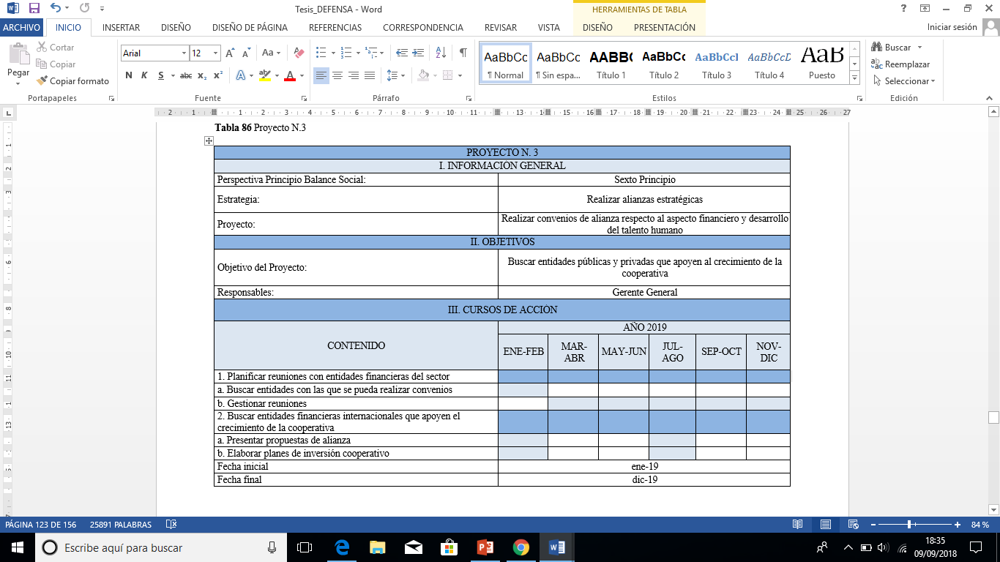 Tesis_DEFENSA - Word
HERRAMIENTAS DE TABLA
?
ARCHIVO INICIO INSERTAR DISEÑO DISEÑO DE PÁGINA REFERENCIAS CORRESPONDENCIA REVISAR VISTA DISEÑO PRESENTACIÓN Iniciar sesión
Pegar
Cortar
Copiar
Copiar formato
Portapapeles
Arial 12
N K S abc x₂ x²
Fuente
Párrafo
AaBbCc AaBbCc AaBbC AaBbCc AaBbCcI AaBbCcD AaB
¶ Normal ¶ Sin espa... Título 1 Título 2 Título 3 Título 4 Puesto
Estilos
Buscar
Reemplazar
Seleccionar
Edición
2 1 1 2 3 4 5 6 7 8 9 10 11 13 15 16 17 18 19 20 21 22 23 24 25 26 27
Tabla 86 Proyecto N.3
PROYECTO N. 3
I. INFORMACIÓN GENERAL
Perspectiva Principio Balance Social: Sexto Principio
Estrategia: Realizar alianzas estratégicas
Proyecto: Realizar convenios de alianza respecto al aspecto financiero y desarrollo
del talento humano
II. OBJETIVOS
Objetivo del Proyecto: Buscar entidades públicas y privadas que apoyen al crecimiento de la
cooperativa
Responsables: Gerente General
III. CURSOS DE ACCIÓN
CONTENIDO
AÑO 2019
ENE-FEB MAR-ABR MAY-JUN JUL-AGO SEP-OCT NOV-DIC
1. Planificar reuniones con entidades financieras del sector
a. Buscar entidades con las que se pueda realizar convenios
b. Gestionar reuniones
2. Buscar entidades financieras internacionales que apoyen el
crecimiento de la cooperativa
a. Presentar propuestas de alianza
b. Elaborar planes de inversión cooperativo
Fecha inicial ene-19
Fecha final dic-19
PÁGINA 123 DE 156 25891 PALABRAS 84 %
Escribe aquí para buscar
18:35
09/09/2018